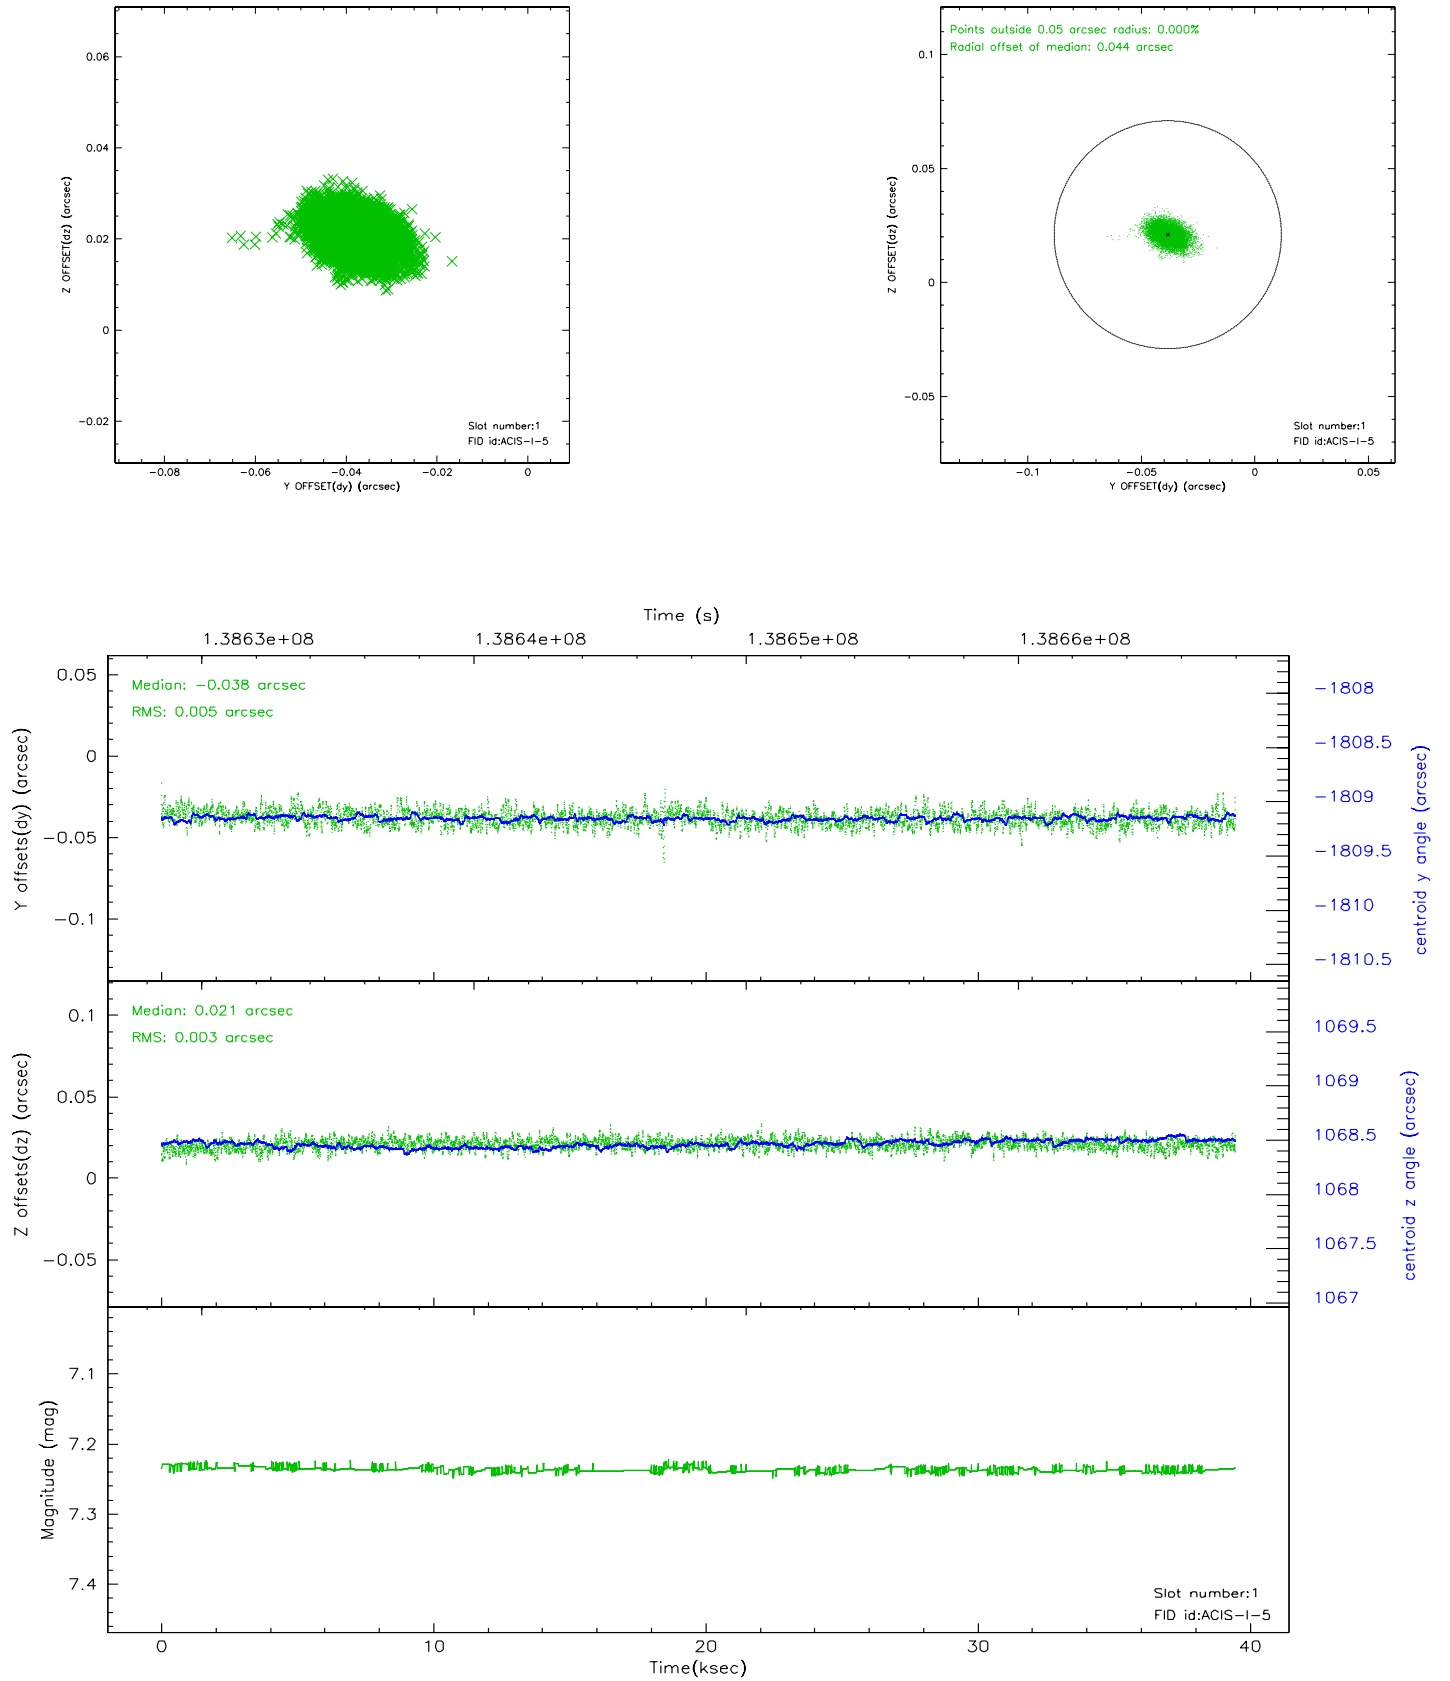 0.06
0.04
0.02
0
-0.02
Z OFFSET(dz) (arcsec)
Slot number:1
FID id:ACIS-I-5
-0.08 -0.06 -0.04 -0.02 0
Y OFFSET(dy) (arcsec)
Points outside 0.05 arcsec radius: 0.000%
Radial offset of median: 0.044 arcsec
0.1
0.05
0
-0.05
Z OFFSET(dz) (arcsec)
Slot number:1
FID id:ACIS-I-5
-0.1 -0.05 0 0.05
Y OFFSET(dy) (arcsec)
Time (s)
1.3863e+08 1.3864e+08 1.3865e+08 1.3866e+08
Median: -0.038 arcsec
RMS: 0.005 arcsec
0.05
0
-0.05
-0.1
Y offsets(dy) (arcsec)
-1808
-1808.5
-1809
-1809.5
-1810
-1810.5
centroid y angle (arcsec)
Median: 0.021 arcsec
RMS: 0.003 arcsec
0.1
0.05
0
-0.05
Z offsets(dz) (arcsec)
1069.5
1069
1068.5
1068
1067.5
1067
centroid z angle (arcsec)
7.1
7.2
7.3
7.4
Magnitude (mag)
Slot number:1
FID id:ACIS-I-5
0 10 20 30 40
Time(ksec)